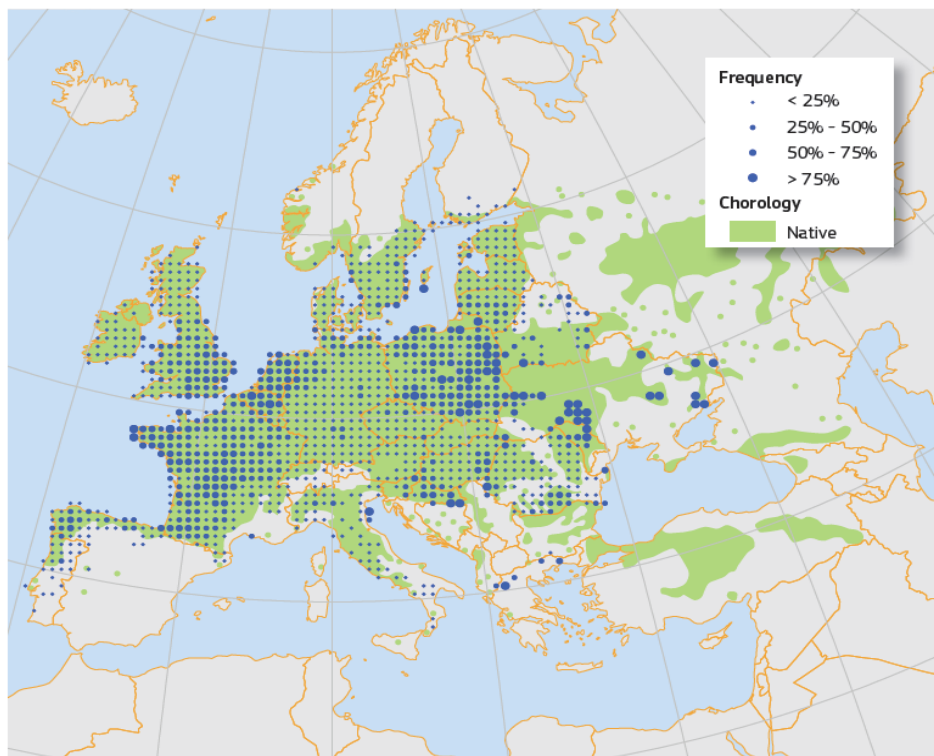 Frequency
< 25%
25% - 50%
50% - 75%
> 75%
Chorology
Native